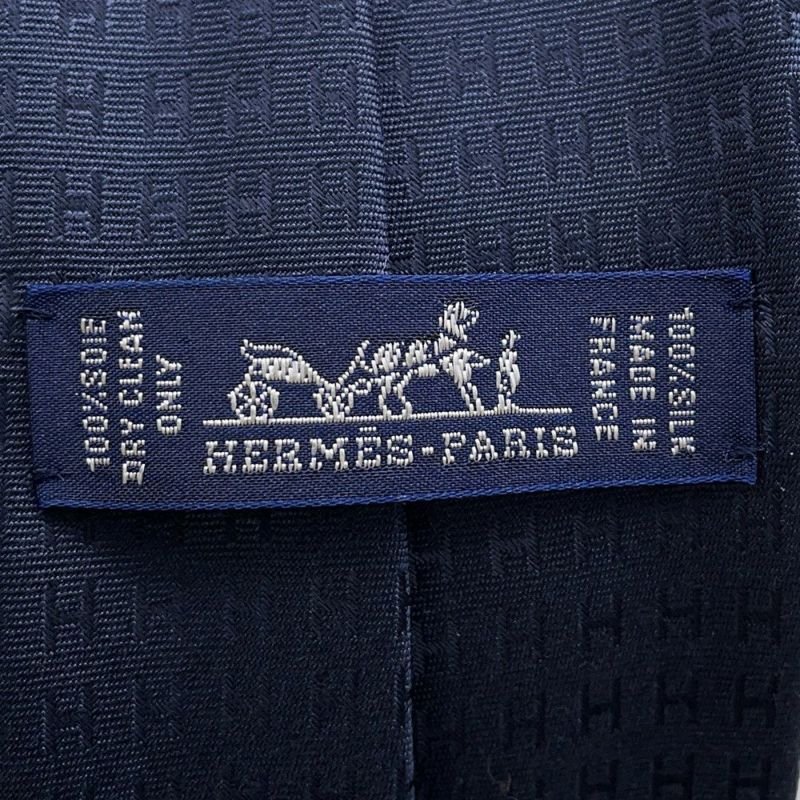 100%SOIE
DRY CLEAN
ONLY
HERMÈS-PARIS
100%SILK
MADE IN
FRANCE